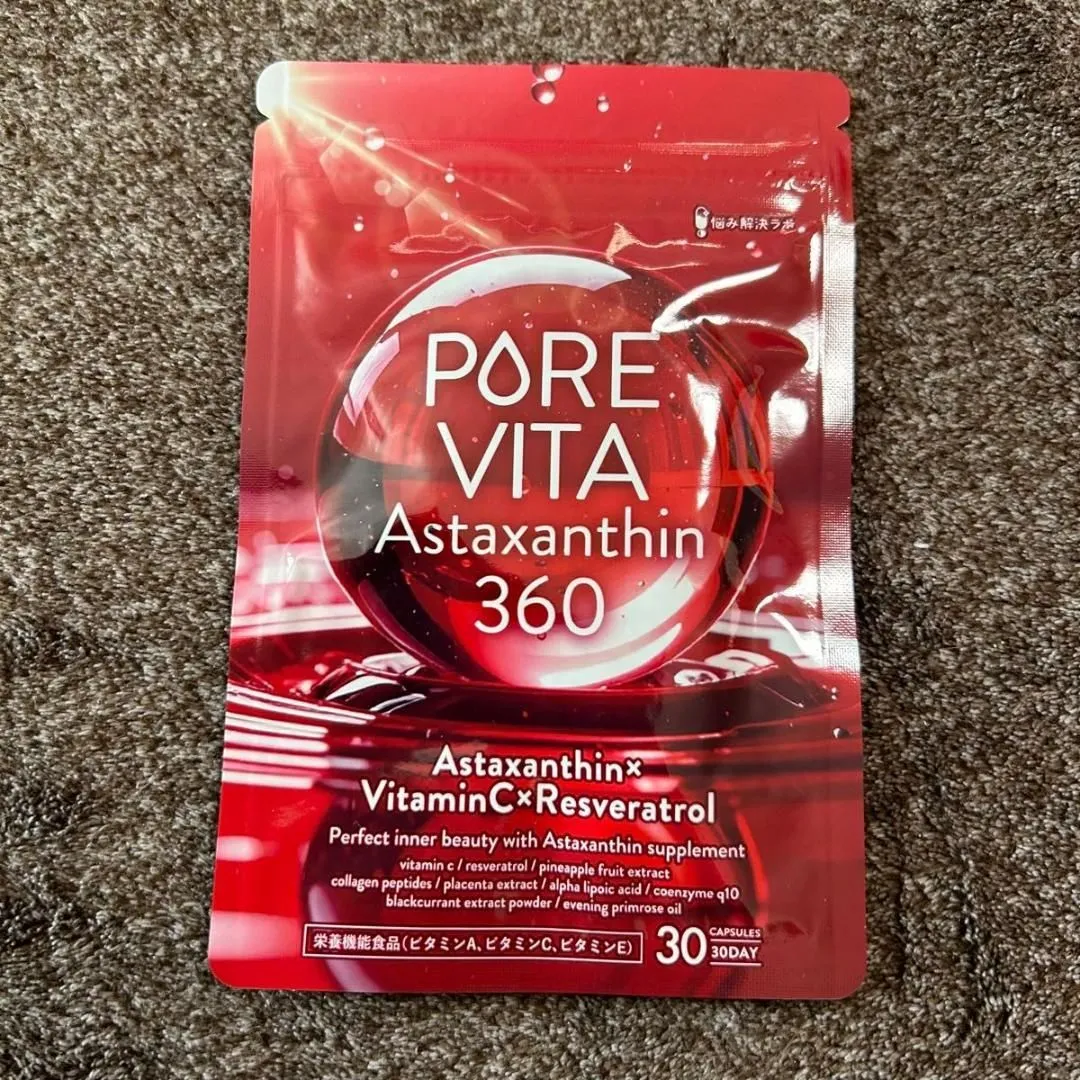 悩み解決ラボ
PORE
VITA
Astaxanthin
360
Astaxanthin×
VitaminC×Resveratrol
Perfect inner beauty with Astaxanthin supplement
vitamin c / resveratrol / pineapple fruit extract
collagen peptides / placenta extract / alpha lipoic acid / coenzyme q10
blackcurrant extract powder / evening primrose oil
栄養機能食品(ビタミンA、ビタミンC、ビタミンE)
30 CAPSULES
30DAY